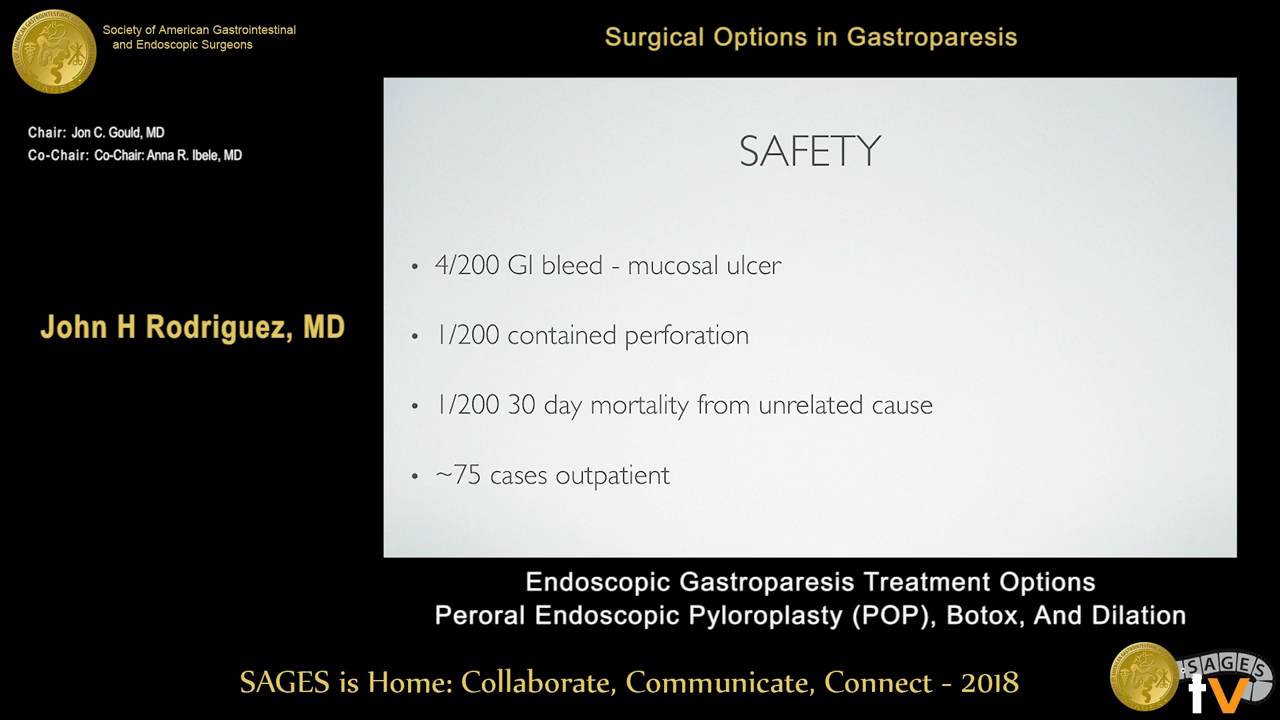 Society of American Gastrointestinal
and Endoscopic Surgeons
Surgical Options in Gastroparesis
Chair: Jon C. Gould, MD
Co-Chair: Co-Chair: Anna R. Ibele, MD
John H Rodriguez, MD
SAFETY
• 4/200 GI bleed - mucosal ulcer
• 1/200 contained perforation
• 1/200 30 day mortality from unrelated cause
• ~75 cases outpatient
Endoscopic Gastroparesis Treatment Options
Peroral Endoscopic Pyloroplasty (POP), Botox, And Dilation
SAGES is Home: Collaborate, Communicate, Connect - 2018
SAGES
tv